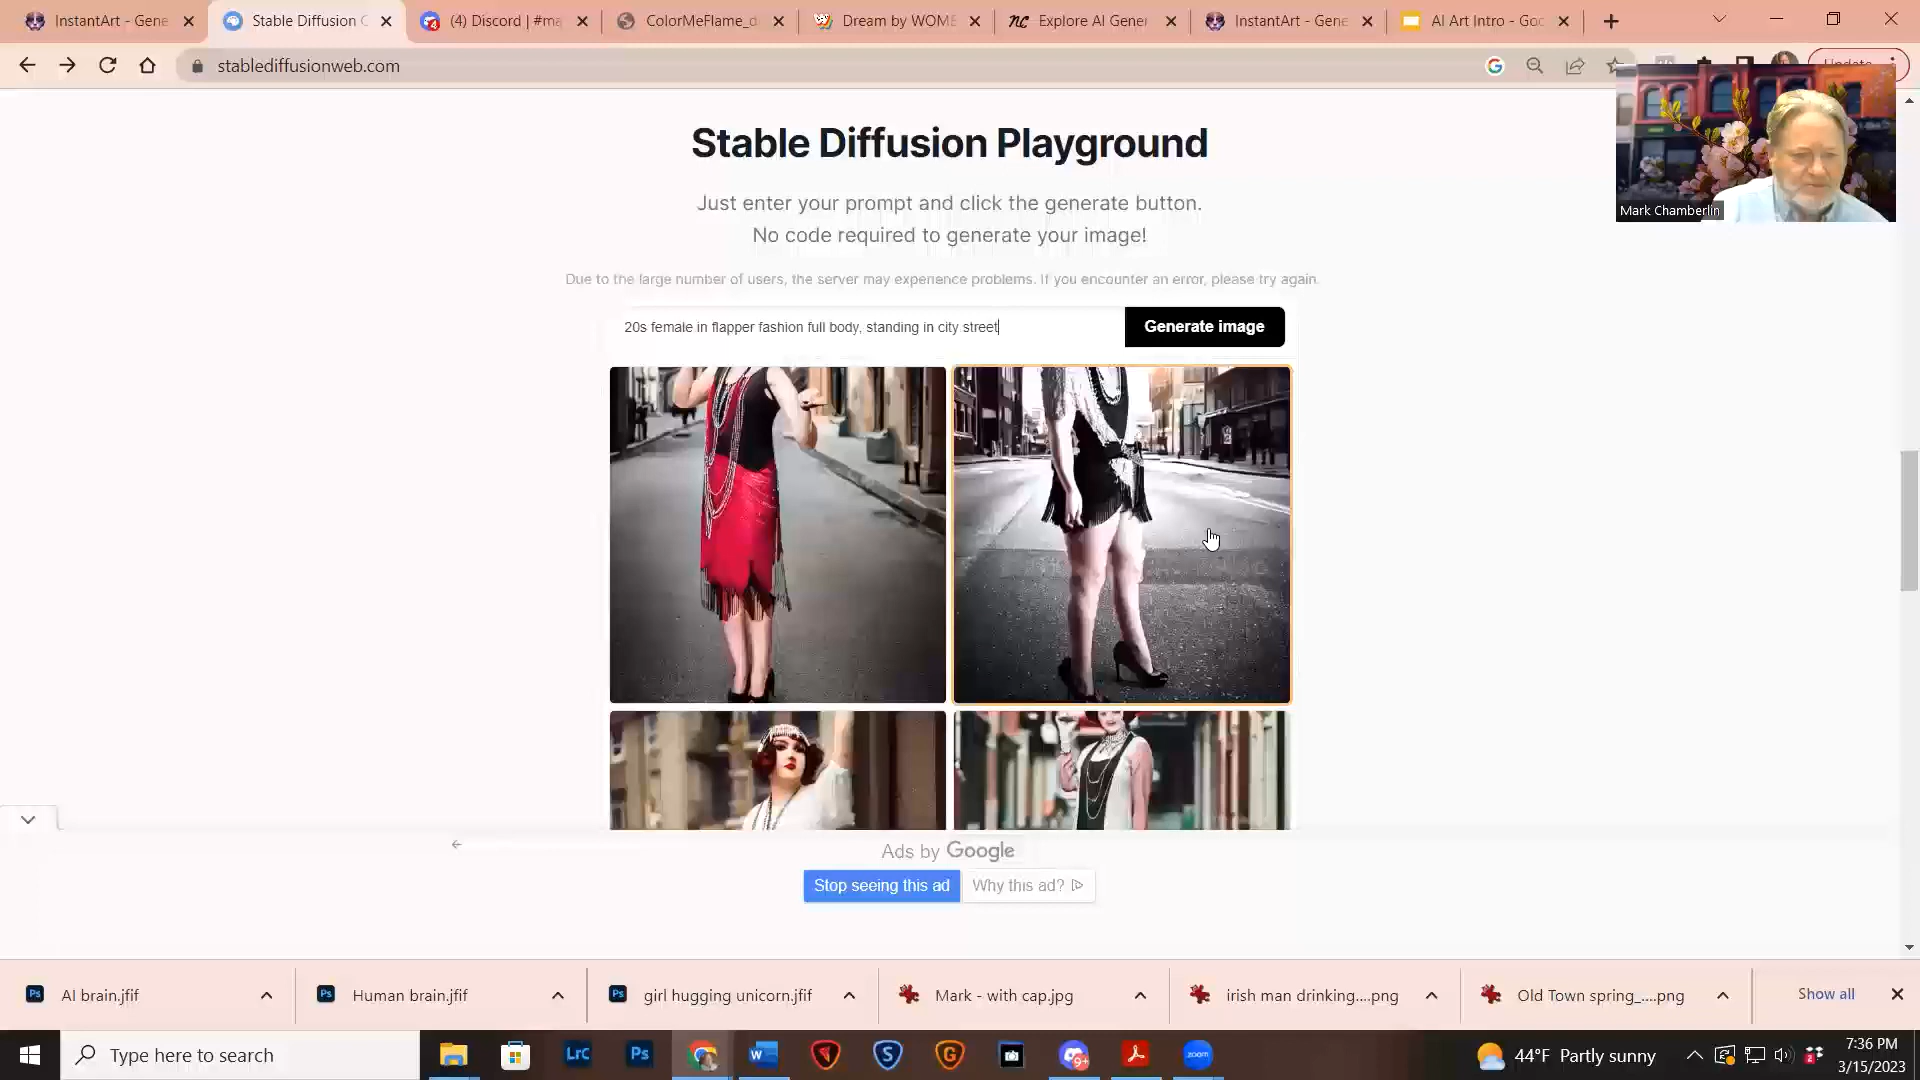 InstantArt - Gene
Stable Diffusion C
(4) Discord | #ma
ColorMeFlame_d
Dream by WOME
Explore AI Gener
InstantArt - Gene
AI Art Intro - Goo
stablediffusionweb.com
Update
Mark Chamberlin
Stable Diffusion Playground
Just enter your prompt and click the generate button.
No code required to generate your image!
Due to the large number of users, the server may experience problems. If you encounter an error, please try again.
20s female in flapper fashion full body, standing in city street
Generate image
Ads by Google
Stop seeing this ad
Why this ad?
AI brain.jfif
Human brain.jfif
girl hugging unicorn.jfif
Mark - with cap.jpg
irish man drinking....png
Old Town spring_....png
Show all
Type here to search
LrC
Ps
zoom
44°F Partly sunny
7:36 PM
3/15/2023